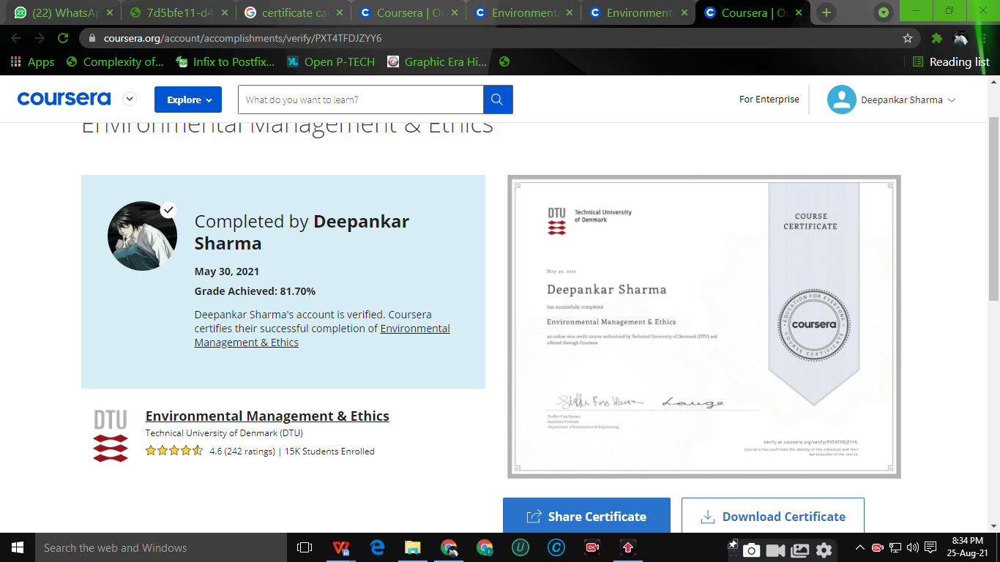 (22) WhatsAp
7d5bfe11-d4
certificate cal
Coursera | On
Environmenta
Environmenta
Coursera | On
coursera.org/account/accomplishments/verify/PXT4TFDJZYY6
Apps
Complexity of...
Infix to Postfix...
YL
Open P-TECH
Graphic Era Hi...
Reading list
coursera
Explore
What do you want to learn?
For Enterprise
Deepankar Sharma
Environmental Management & Ethics
Completed by Deepankar
Sharma
May 30, 2021
Grade Achieved: 81.70%
Deepankar Sharma's account is verified. Coursera
certifies their successful completion of Environmental
Management & Ethics
DTU
Environmental Management & Ethics
Technical University of Denmark (DTU)
4.6 (242 ratings) | 15K Students Enrolled
DTU
Technical University
of Denmark
COURSE
CERTIFICATE
May 30, 2021
Deepankar Sharma
has successfully completed
Environmental Management & Ethics
an online non-credit course authorized by Technical University of Denmark (DTU) and
offered through Coursera
EDUCATION FOR EVERYONE
coursera
COURSE CERTIFICATE
Steffen Foss Hansen
Associate Professor
Department of Environmental Engineering
Verify at coursera.org/verify/PXT4TFDJZYY6
Coursera has confirmed the identity of this individual and their
participation in the course.
Share Certificate
Download Certificate
Search the web and Windows
8:34 PM
25-Aug-21